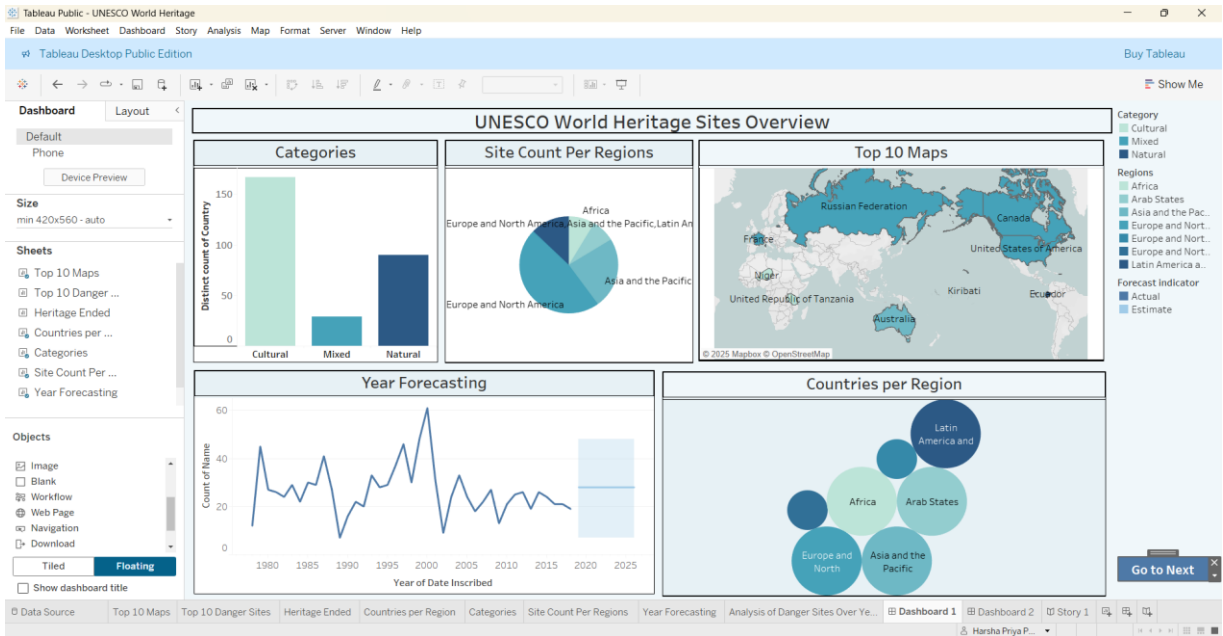 Tableau Public - UNESCO World Heritage
File Data Worksheet Dashboard Story Analysis Map Format Server Window Help
Tableau Desktop Public Edition
Buy Tableau
Show Me
Dashboard
Layout
Default
Phone
Device Preview
Size
min 420x560 - auto
Sheets
Top 10 Maps
Top 10 Danger ...
Heritage Ended
Countries per ...
Categories
Site Count Per ...
Year Forecasting
Objects
Image
Blank
Workflow
Web Page
Navigation
Download
Tiled
Floating
Show dashboard title
UNESCO World Heritage Sites Overview
Categories
Distinct count of Country
150
100
50
0
Cultural
Mixed
Natural
Site Count Per Regions
Africa
Europe and North America,Asia and the Pacific,Latin Am
Asia and the Pacific
Europe and North America
Top 10 Maps
Russian Federation
Canada
France
United States of America
Niger
Kiribati
Ecuador
United Republic of Tanzania
Australia
© 2025 Mapbox © OpenStreetMap
Year Forecasting
Count of Name
60
40
20
0
1980
1985
1990
1995
2000
2005
2010
2015
2020
2025
Year of Date Inscribed
Countries per Region
Latin
America and
Africa
Arab States
Europe and
North
Asia and the
Pacific
Category
Cultural
Mixed
Natural
Regions
Africa
Arab States
Asia and the Pac..
Europe and Nort..
Europe and Nort..
Europe and Nort..
Latin America a..
Forecast indicator
Actual
Estimate
Go to Next
Data Source
Top 10 Maps
Top 10 Danger Sites
Heritage Ended
Countries per Region
Categories
Site Count Per Regions
Year Forecasting
Analysis of Danger Sites Over Ye...
Dashboard 1
Dashboard 2
Story 1
Harsha Priya P...